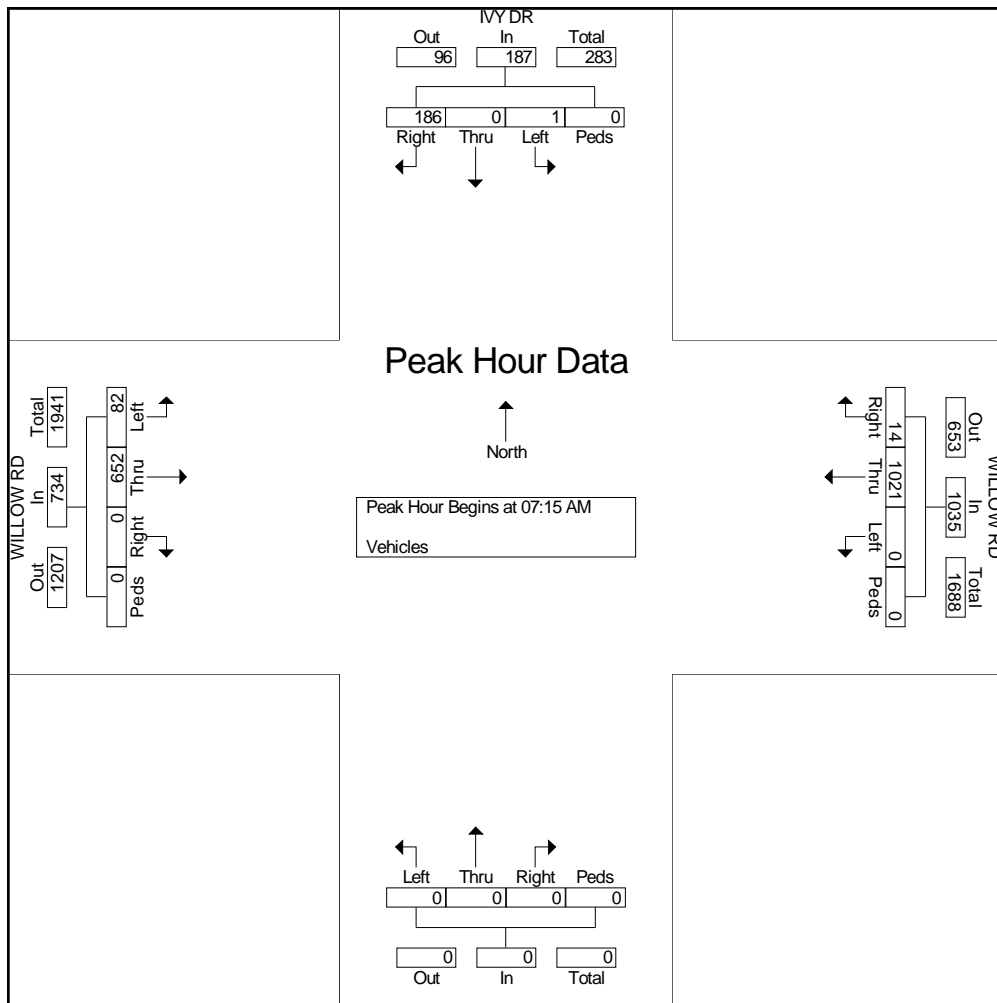 IVY DR
Out In Total
96 187 283
186 0 1 0
Right Thru Left Peds
Peak Hour Data
North
Peak Hour Begins at 07:15 AM
Vehicles
WILLOW RD
Out In Total
1207 734 1941
82 652 0 0
Left Thru Right Peds
WILLOW RD
Out In Total
653 1035 1688
14 1021 0 0
Right Thru Left Peds
Left Thru Right Peds
0 0 0 0
0 0 0
Out In Total